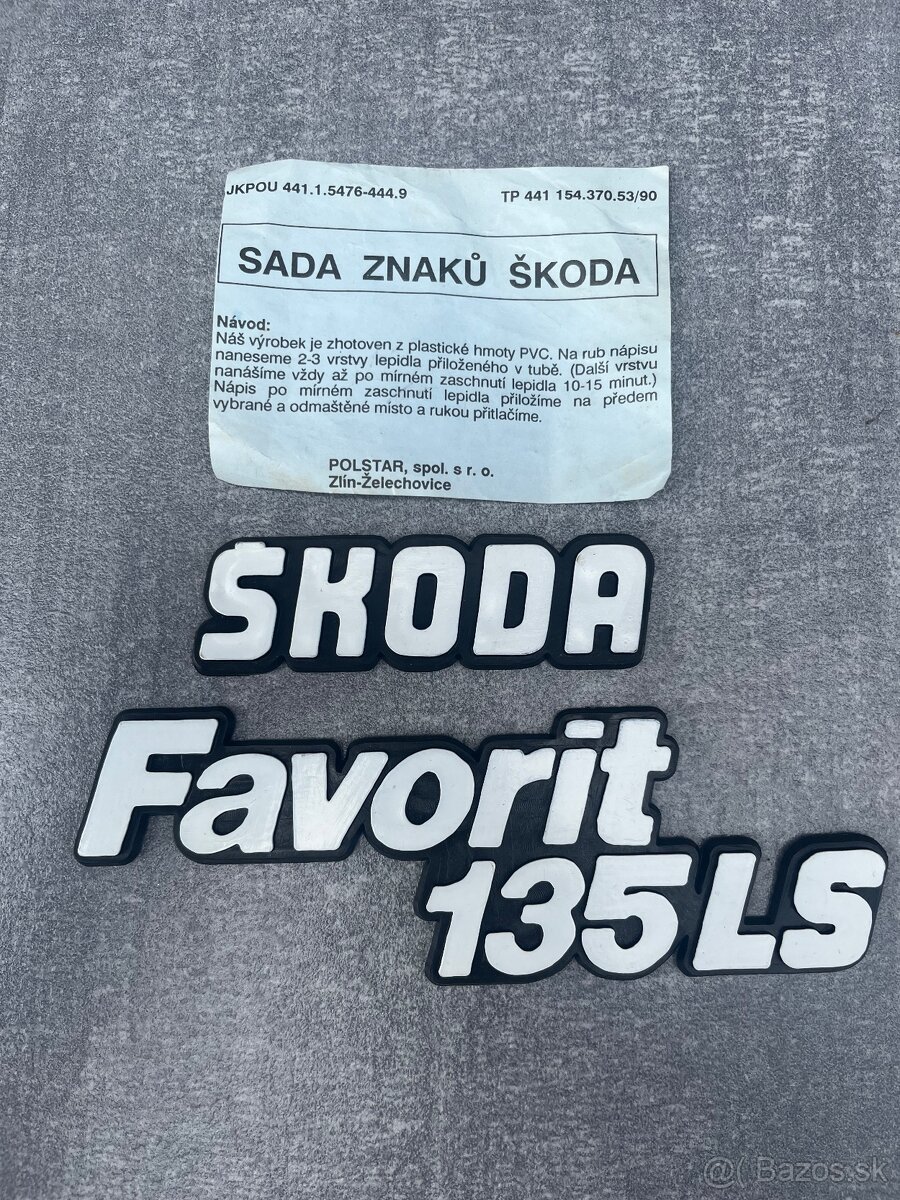 JKPOU 441.1.5476-444.9 TP 441 154.370.53/90
SADA ZNAKŮ ŠKODA
Návod:
Náš výrobek je zhotoven z plastické hmoty PVC. Na rub nápisu
naneseme 2-3 vrstvy lepidla přiloženého v tubě. (Další vrstvu
nanášíme vždy až po mírném zaschnutí lepidla 10-15 minut.)
Nápis po mírném zaschnutí lepidla přiložíme na předem
vybrané a odmaštěné místo a rukou přitlačíme.
POLSTAR, spol. s r. o.
Zlín-Želechovice
ŠKODA
Favorit
135LS
@( Bazos.sk